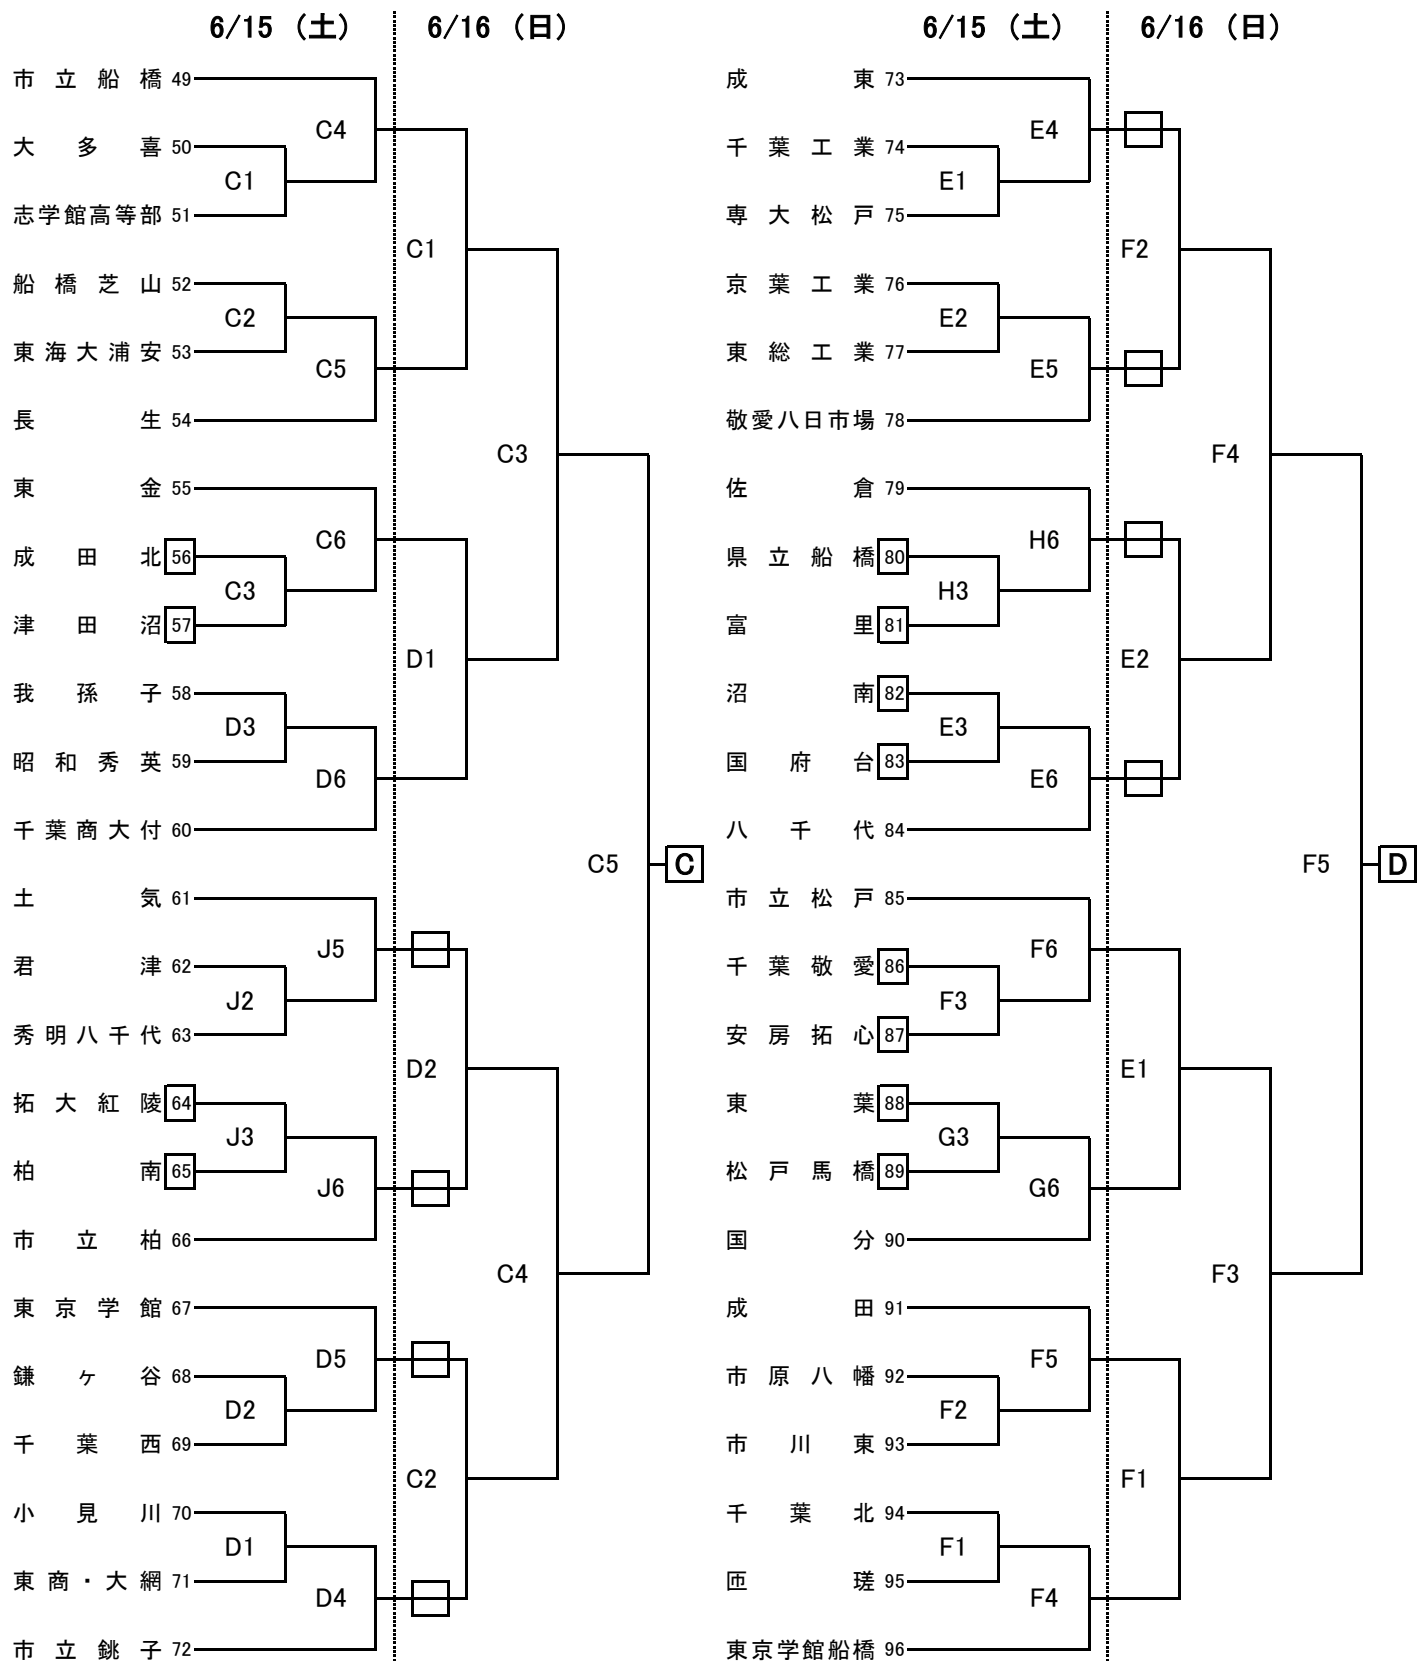 6/15（土） 6/16（日）
市立船橋 49
C4
大多喜 50
C1
志学館高等部 51
C1
船橋芝山 52
C2
東海大浦安 53
C5
長生 54
C3
東金 55
C6
成田北 56
C3
津田沼 57
D1
我孫子 58
D3
昭和秀英 59
D6
千葉商大付 60
C5 C
土気 61
J5
君津 62
J2
秀明八千代 63
D2
拓大紅陵 64
J3
柏南 65
J6
市立柏 66
C4
東京学館 67
D5
鎌ヶ谷 68
D2
千葉西 69
C2
小見川 70
D1
東商・大網 71
D4
市立銚子 72
6/15（土） 6/16（日）
成東 73
E4
千葉工業 74
E1
専大松戸 75
F2
京葉工業 76
E2
東総工業 77
E5
敬愛八日市場 78
F4
佐倉 79
H6
県立船橋 80
H3
富里 81
E2
沼南 82
E3
国府台 83
E6
八千代 84
F5 D
市立松戸 85
F6
千葉敬愛 86
F3
安房拓心 87
E1
東葉 88
G3
松戸馬橋 89
G6
国分 90
F3
成田 91
F5
市原八幡 92
F2
市川東 93
F1
千葉北 94
F1
匝瑳 95
F4
東京学館船橋 96